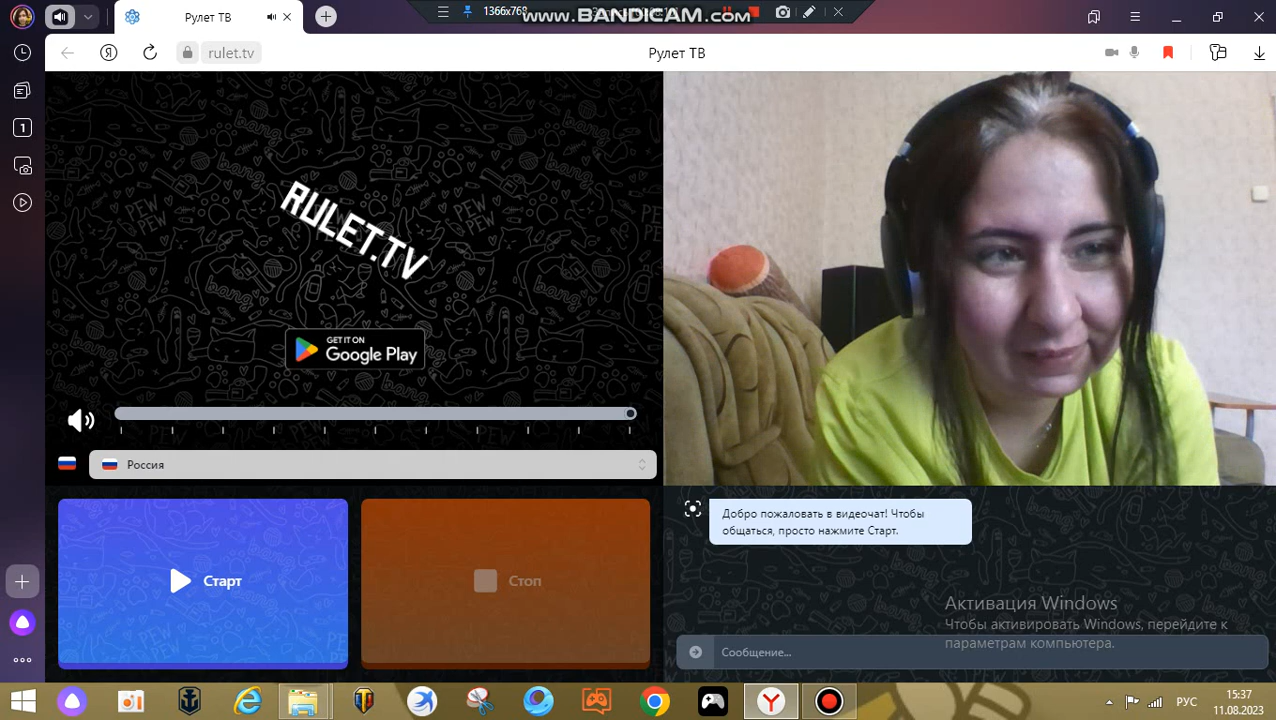 Рулет ТВ
1366x768
www.BANDICAM.com
rulet.tv
Рулет ТВ
1
RULET.TV
GET IT ON
Google Play
Россия
Старт
Стоп
Добро пожаловать в видеочат! Чтобы
общаться, просто нажмите Старт.
Активация Windows
Чтобы активировать Windows, перейдите к
параметрам компьютера.
Сообщение...
РУС
15:37
11.08.2023